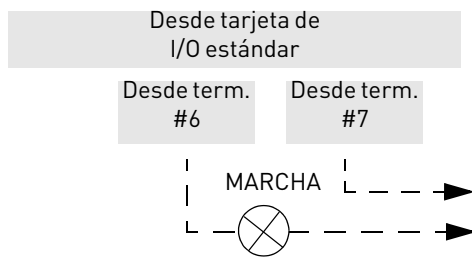 Desde tarjeta de
I/O estándar
Desde term.
#6
Desde term.
#7
MARCHA